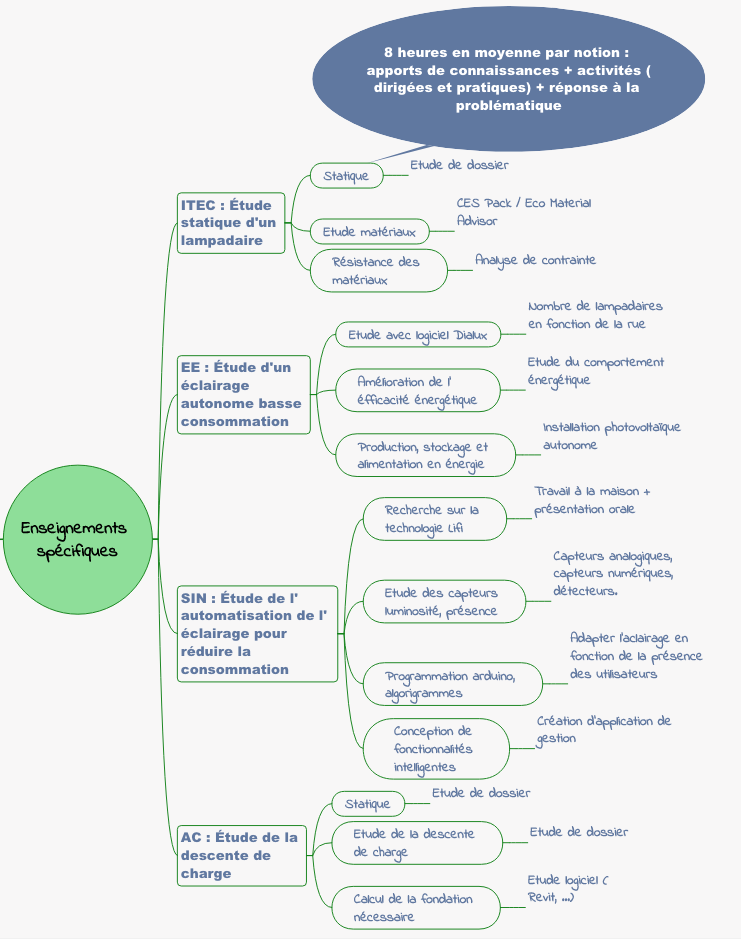 8 heures en moyenne par notion :
apports de connaissances + activités (
dirigées et pratiques) + réponse à la
problématique
Enseignements
spécifiques
ITEC : Étude
statique d'un
lampadaire
Statique
Etude de dossier
Etude matériaux
CES Pack / Eco Material
Advisor
Résistance des
matériaux
Analyse de contrainte
EE : Étude d'un
éclairage
autonome basse
consommation
Etude avec logiciel Dialux
Nombre de lampadaires
en fonction de la rue
Amélioration de l'
éfficacité énergétique
Etude du comportement
énergétique
Production, stockage et
alimentation en énergie
Installation photovoltaïque
autonome
SIN : Étude de l'
automatisation de l'
éclairage pour
réduire la
consommation
Recherche sur la
technologie Lifi
Travail à la maison +
présentation orale
Etude des capteurs
luminosité, présence
Capteurs analogiques,
capteurs numériques,
détecteurs.
Programmation arduino,
algorigrammes
Adapter l'aclairage en
fonction de la présence
des utilisateurs
Conception de
fonctionnalités
intelligentes
Création d'application de
gestion
AC : Étude de la
descente de
charge
Statique
Etude de dossier
Etude de la descente
de charge
Etude de dossier
Calcul de la fondation
nécessaire
Etude logiciel (
Revit, ...)